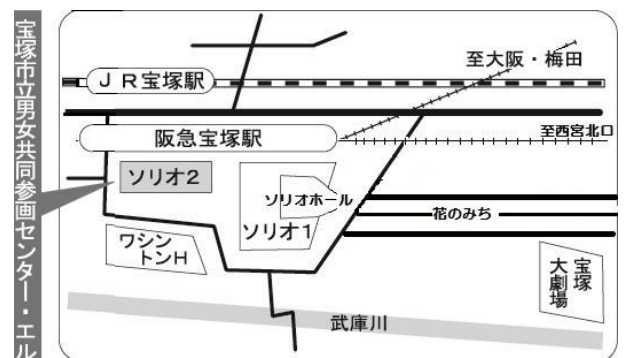 宝塚市立男女共同参画センター・エル
至大阪・梅田
ＪＲ宝塚駅
阪急宝塚駅
至西宮北口
ソリオ2
ソリオホール
ソリオ1
花のみち
ワシン
トンH
宝塚
大劇場
武庫川